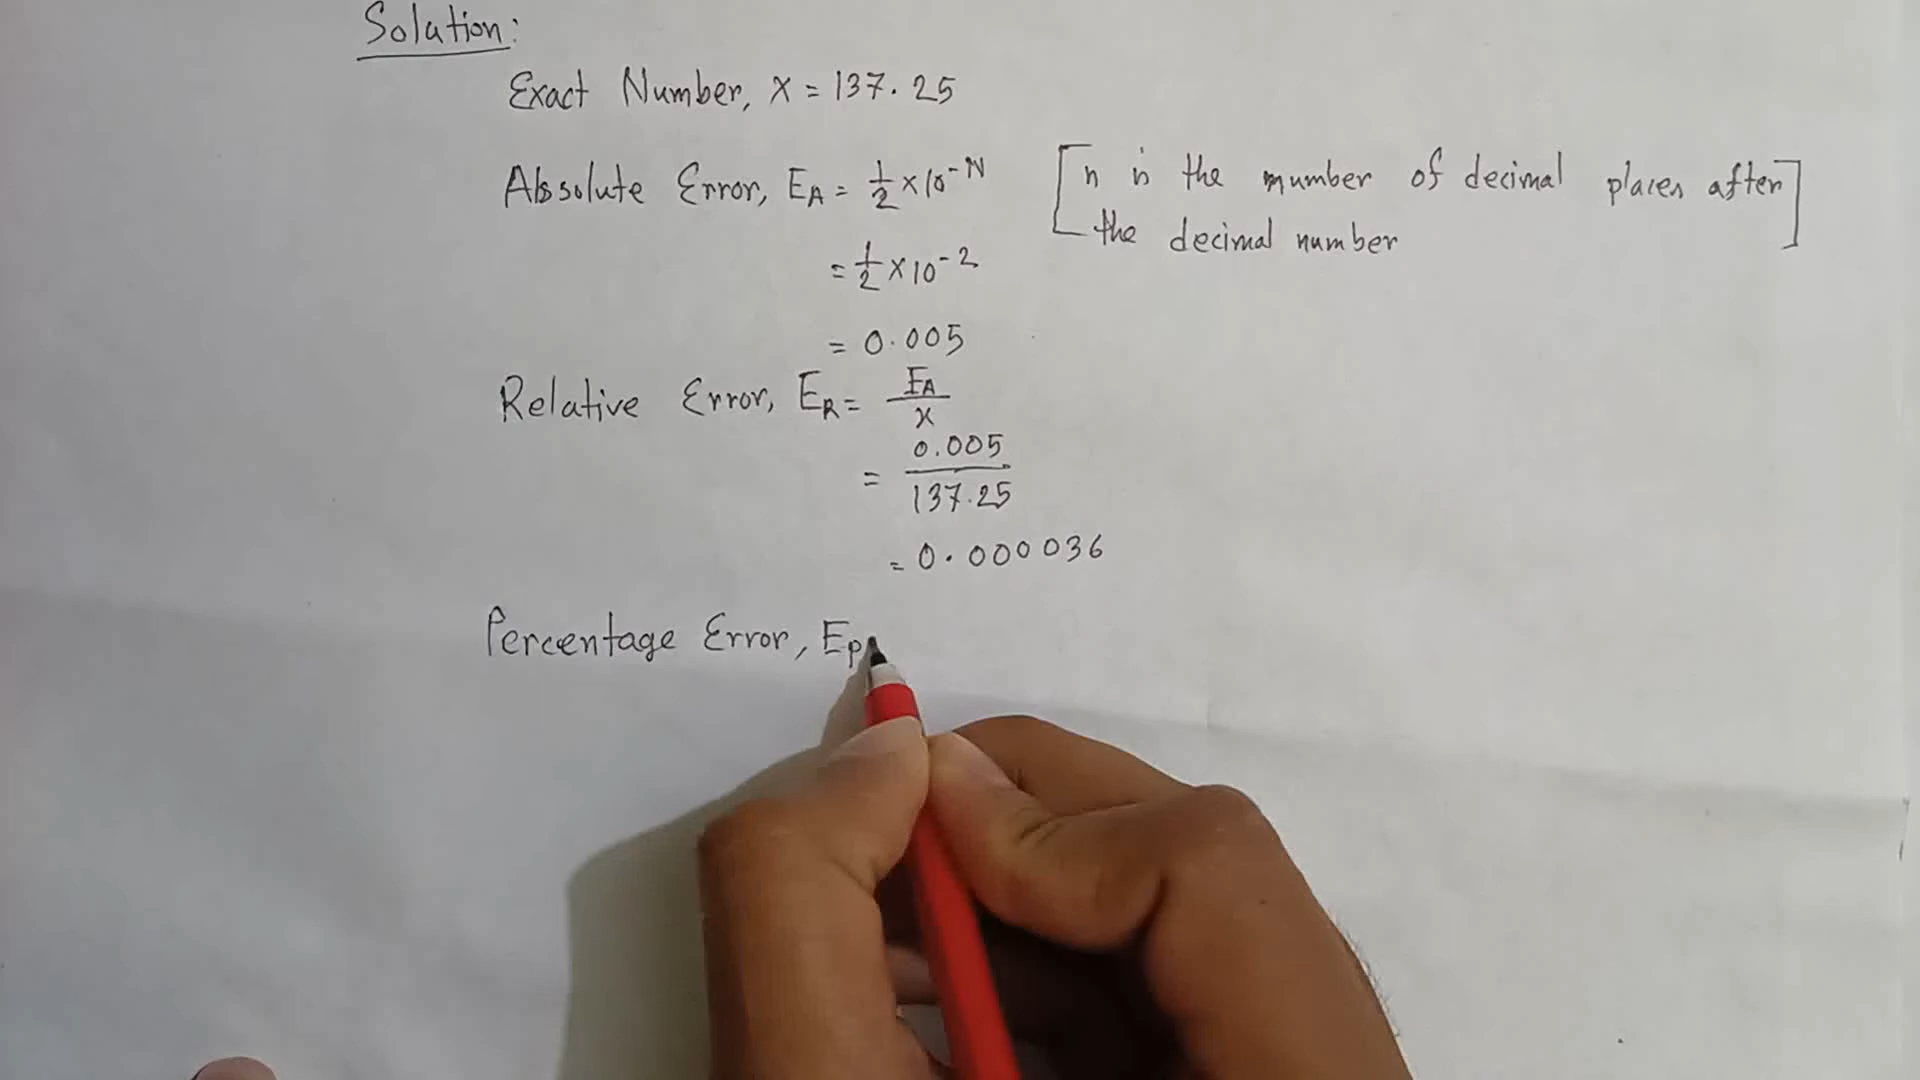 Solution:
Exact Number, x = 137.25
Absolute Error, E_A = 1/2 × 10^-N [n is the number of decimal places after
the decimal number]
= 1/2 × 10^-2
= 0.005
Relative Error, E_R = E_A / x
= 0.005 / 137.25
= 0.000036
Percentage Error, E_P